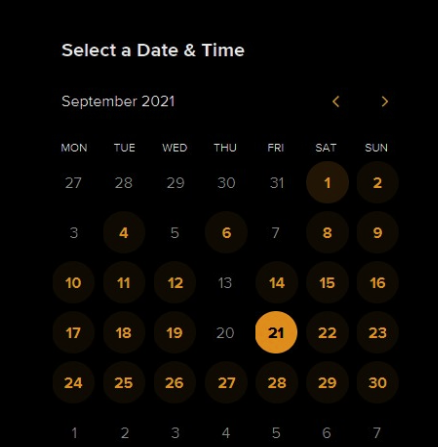 Select a Date & Time
September 2021
MON TUE WED THU FRI SAT SUN
27 28 29 30 31 1 2
3 4 5 6 7 8 9
10 11 12 13 14 15 16
17 18 19 20 21 22 23
24 25 26 27 28 29 30
1 2 3 4 5 6 7